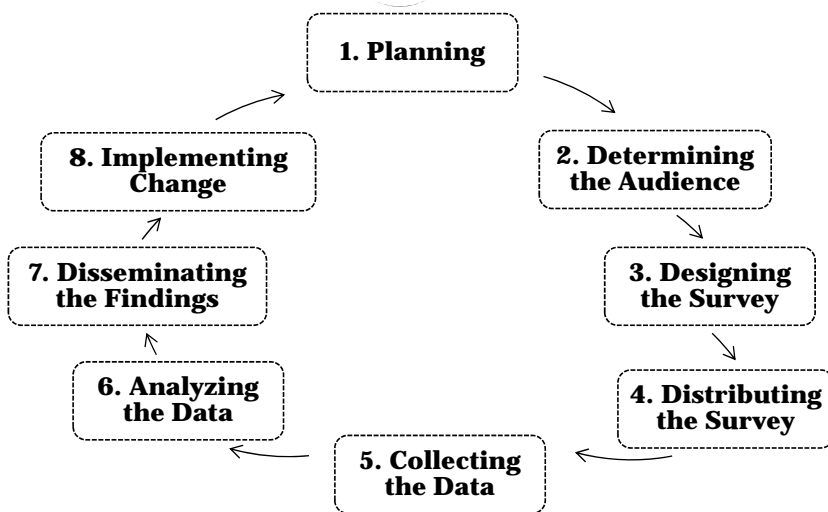 1. Planning
2. Determining
the Audience
3. Designing
the Survey
4. Distributing
the Survey
5. Collecting
the Data
6. Analyzing
the Data
7. Disseminating
the Findings
8. Implementing
Change